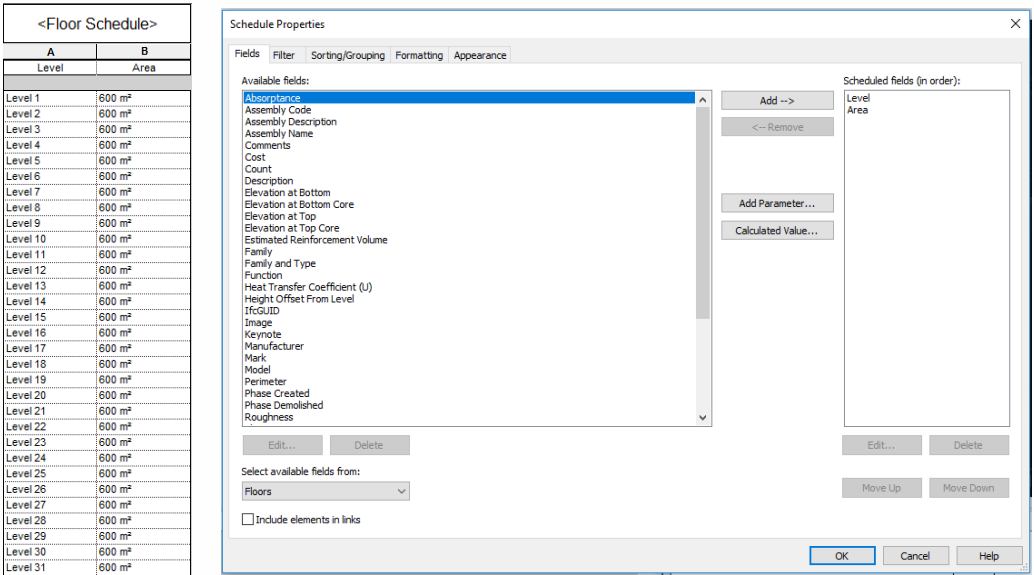 <Floor Schedule>
A B
Level Area
Level 1 600 m²
Level 2 600 m²
Level 3 600 m²
Level 4 600 m²
Level 5 600 m²
Level 6 600 m²
Level 7 600 m²
Level 8 600 m²
Level 9 600 m²
Level 10 600 m²
Level 11 600 m²
Level 12 600 m²
Level 13 600 m²
Level 14 600 m²
Level 15 600 m²
Level 16 600 m²
Level 17 600 m²
Level 18 600 m²
Level 19 600 m²
Level 20 600 m²
Level 21 600 m²
Level 22 600 m²
Level 23 600 m²
Level 24 600 m²
Level 25 600 m²
Level 26 600 m²
Level 27 600 m²
Level 28 600 m²
Level 29 600 m²
Level 30 600 m²
Level 31 600 m²
Schedule Properties
Fields Filter Sorting/Grouping Formatting Appearance
Available fields:
Absorptance
Assembly Code
Assembly Description
Assembly Name
Comments
Cost
Count
Description
Elevation at Bottom
Elevation at Bottom Core
Elevation at Top
Elevation at Top Core
Estimated Reinforcement Volume
Family
Family and Type
Function
Heat Transfer Coefficient (U)
Height Offset From Level
IfcGUID
Image
Keynote
Manufacturer
Mark
Model
Perimeter
Phase Created
Phase Demolished
Roughness
Edit... Delete
Select available fields from:
Floors
Include elements in links
Add -->
<-- Remove
Add Parameter...
Calculated Value...
Scheduled fields (in order):
Level
Area
Edit... Delete
Move Up Move Down
OK Cancel Help